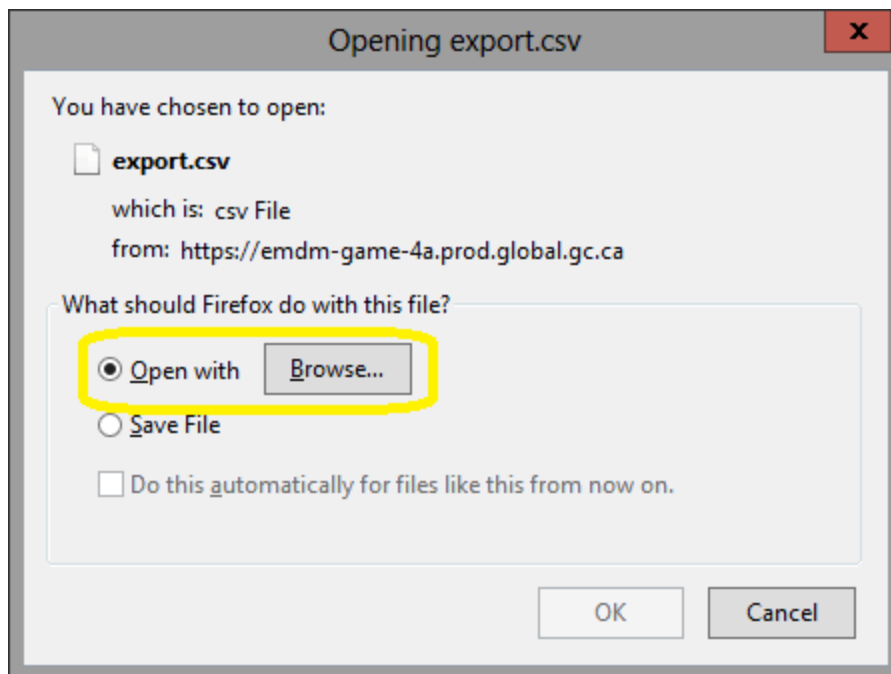 Opening export.csv
x
You have chosen to open:
export.csv
which is: csv File
from: https://emdm-game-4a.prod.global.gc.ca
What should Firefox do with this file?
Open with Browse...
Save File
Do this automatically for files like this from now on.
OK Cancel